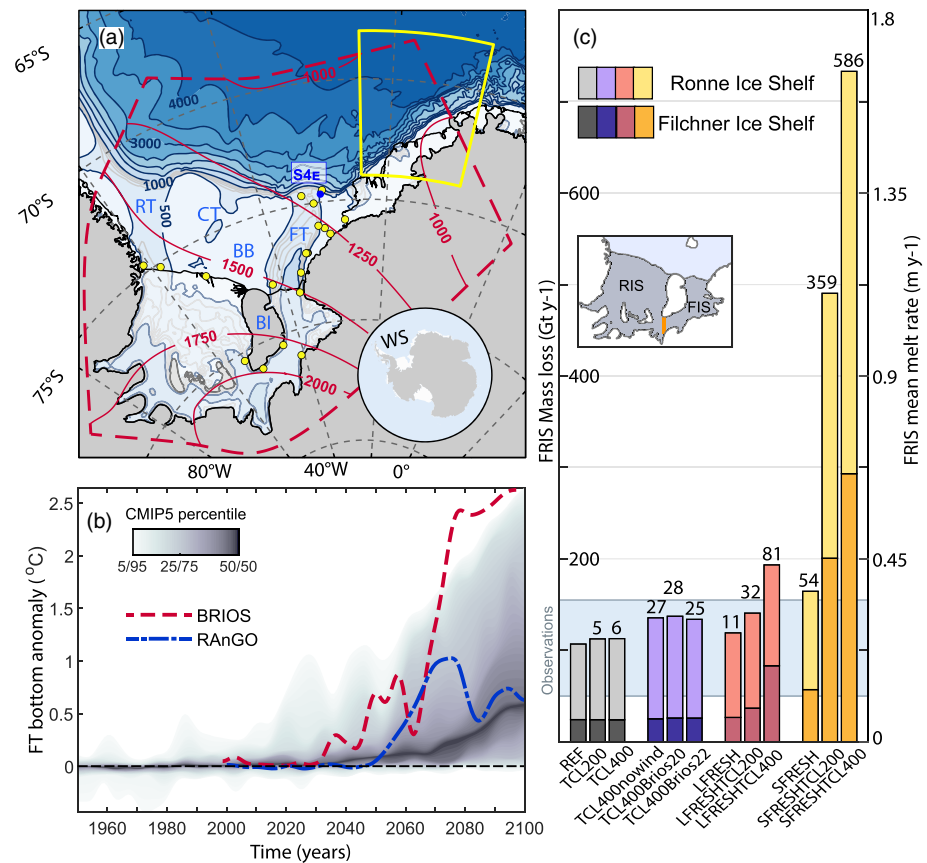 (a)
65°S
70°S
75°S
80°W
40°W
0°
1000
4000
3000
1000
500
S4E
RT
CT
BB
FT
BI
1500
1250
1000
1750
2000
WS
(b)
CMIP5 percentile
5/95 25/75 50/50
BRIOS
RAnGO
FT bottom anomaly (°C)
2.5
2
1.5
1
0.5
0
1960 1980 2000 2020 2040 2060 2080 2100
Time (years)
(c)
Ronne Ice Shelf
Filchner Ice Shelf
RIS
FIS
FRIS Mass loss (Gt y-1)
600
400
200
Observations
FRIS mean melt rate (m y-1)
1.8
1.35
0.9
0.45
0
5 6
27 28 25
11 32 81
54 359 586
REF
TCL200
TCL400
TCL400nowind
TCL400Brios20
TCL400Brios22
LFRESH
LFRESHTCL200
LFRESHTCL400
SFRESH
SFRESHTCL200
SFRESHTCL400